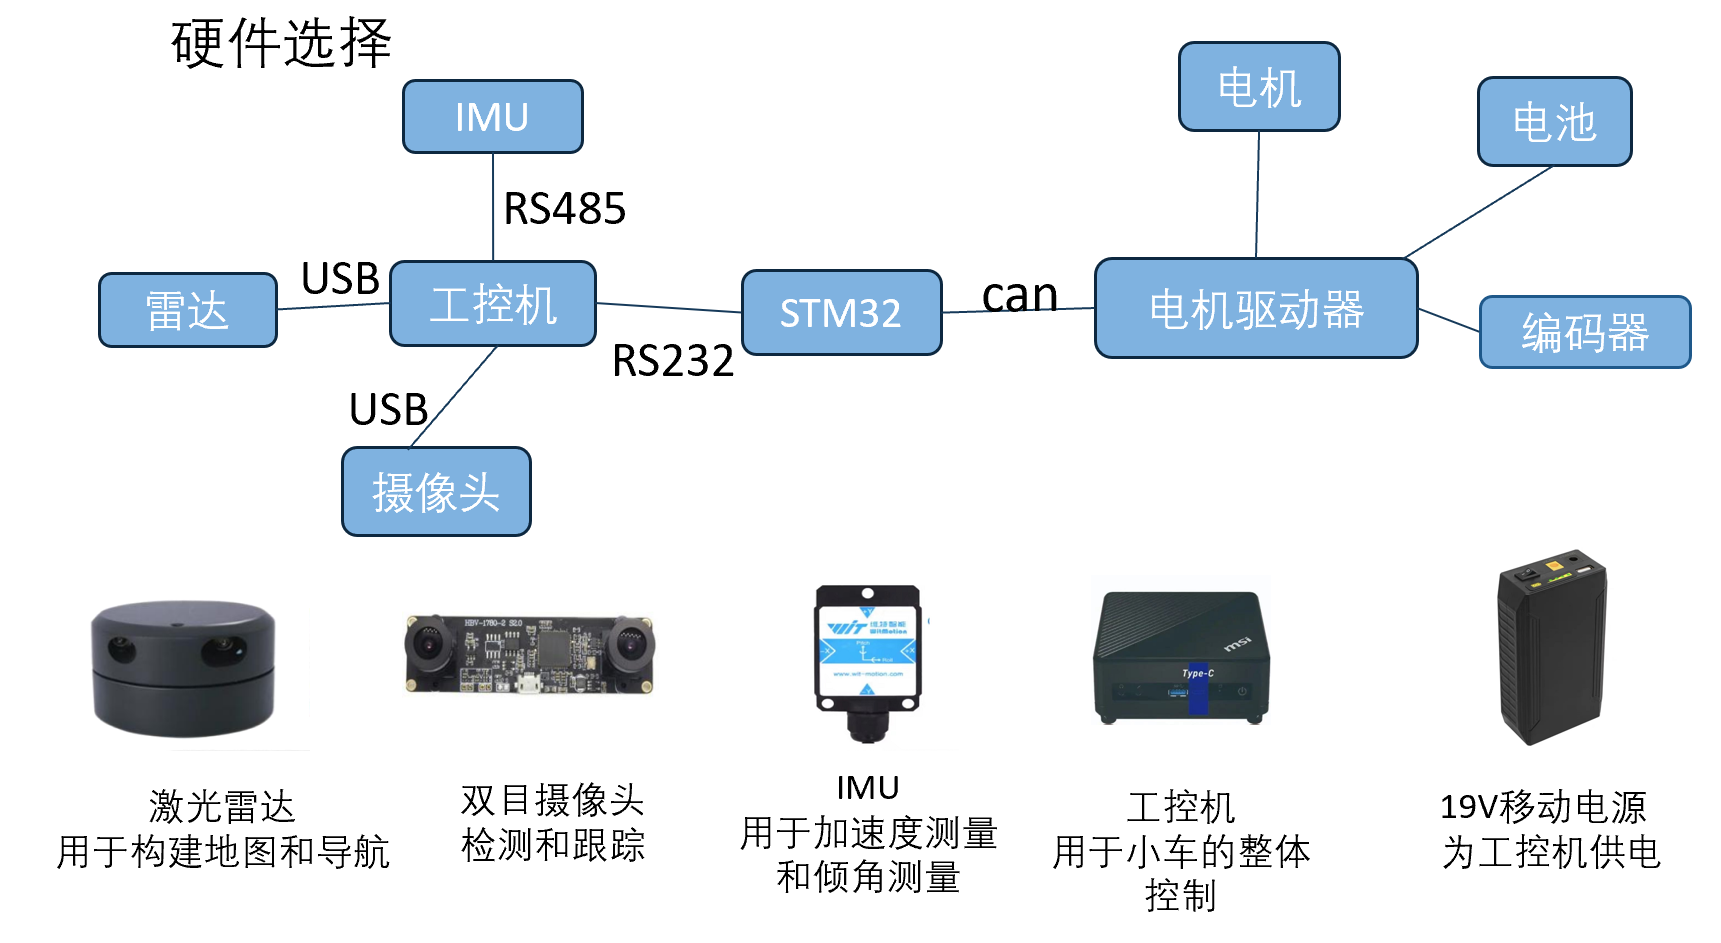 硬件选择
IMU
RS485
USB
雷达
工控机
RS232
USB
摄像头
STM32
can
电机
电池
电机驱动器
编码器
HBV-1780-2 S2.0
WIT 维特智能
WitMotion
www.wit-motion.com
msi
Type-C
激光雷达
用于构建地图和导航
双目摄像头
检测和跟踪
IMU
用于加速度测量
和倾角测量
工控机
用于小车的整体
控制
19V移动电源
为工控机供电